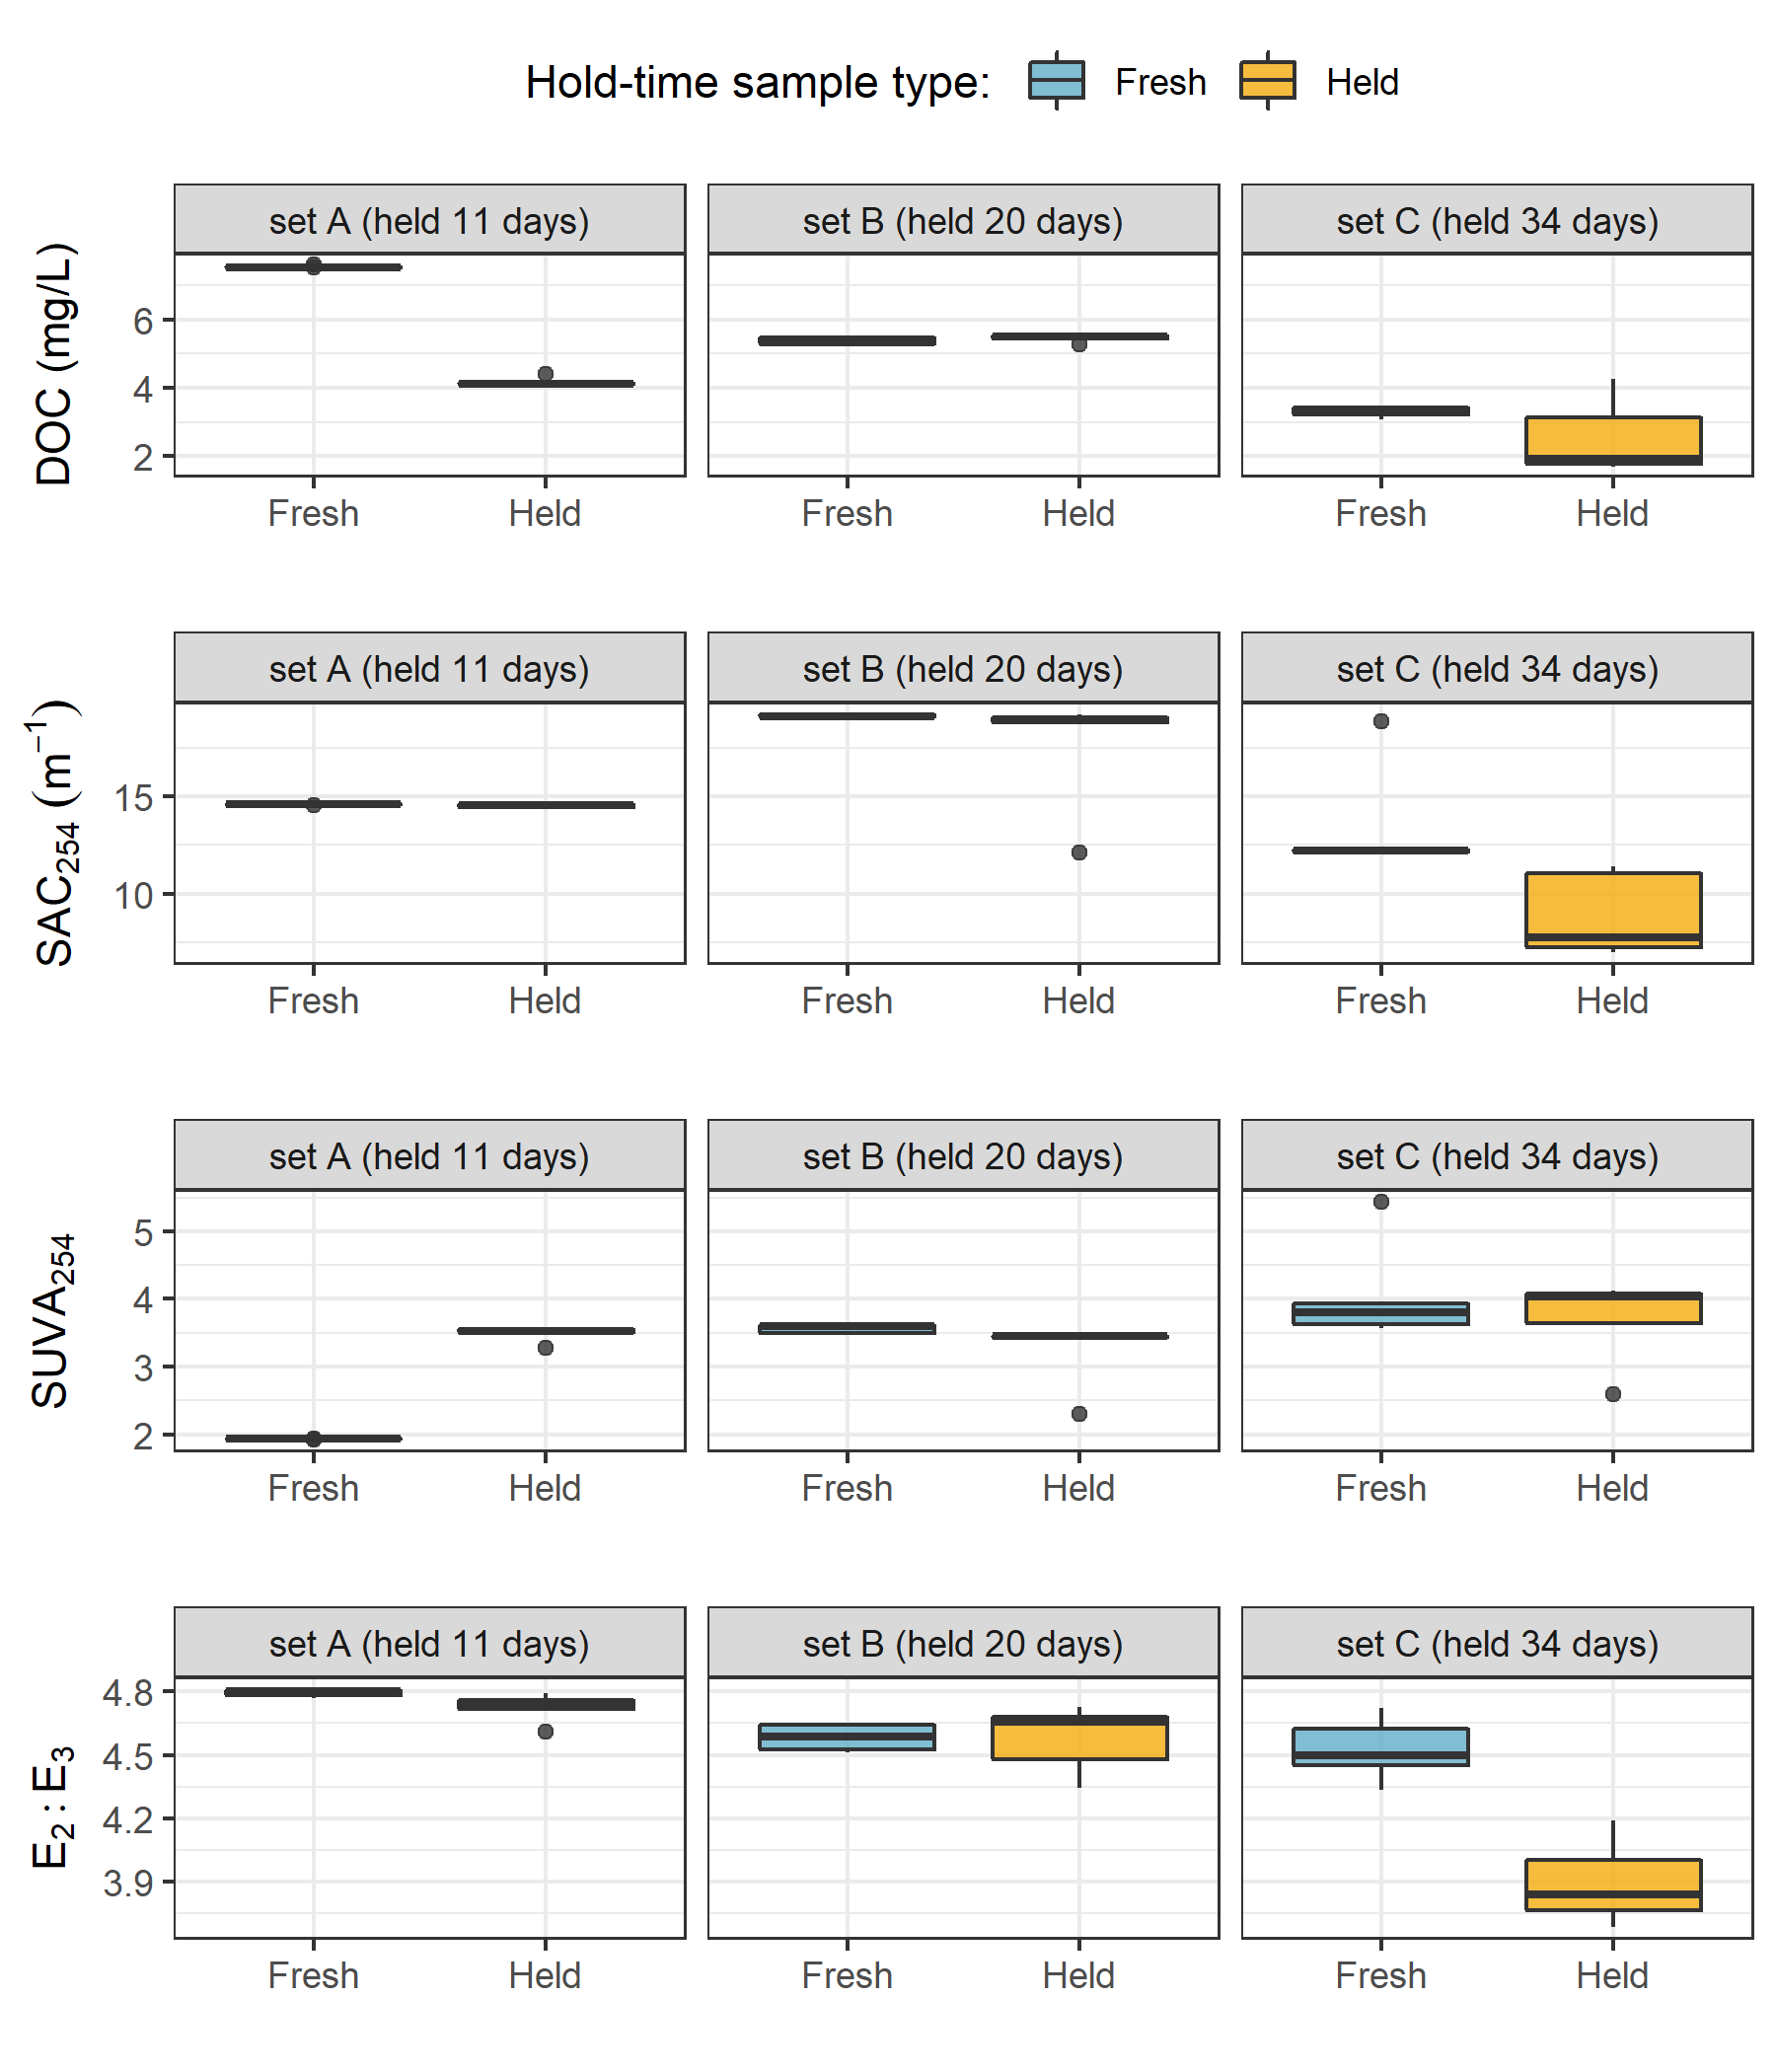 Hold-time sample type: Fresh Held
DOC (mg/L)
set A (held 11 days) set B (held 20 days) set C (held 34 days)
6
4
2
Fresh Held Fresh Held Fresh Held
SAC₂₅₄ (m⁻¹)
set A (held 11 days) set B (held 20 days) set C (held 34 days)
15
10
Fresh Held Fresh Held Fresh Held
SUVA₂₅₄
set A (held 11 days) set B (held 20 days) set C (held 34 days)
5
4
3
2
Fresh Held Fresh Held Fresh Held
E₂:E₃
set A (held 11 days) set B (held 20 days) set C (held 34 days)
4.8
4.5
4.2
3.9
Fresh Held Fresh Held Fresh Held